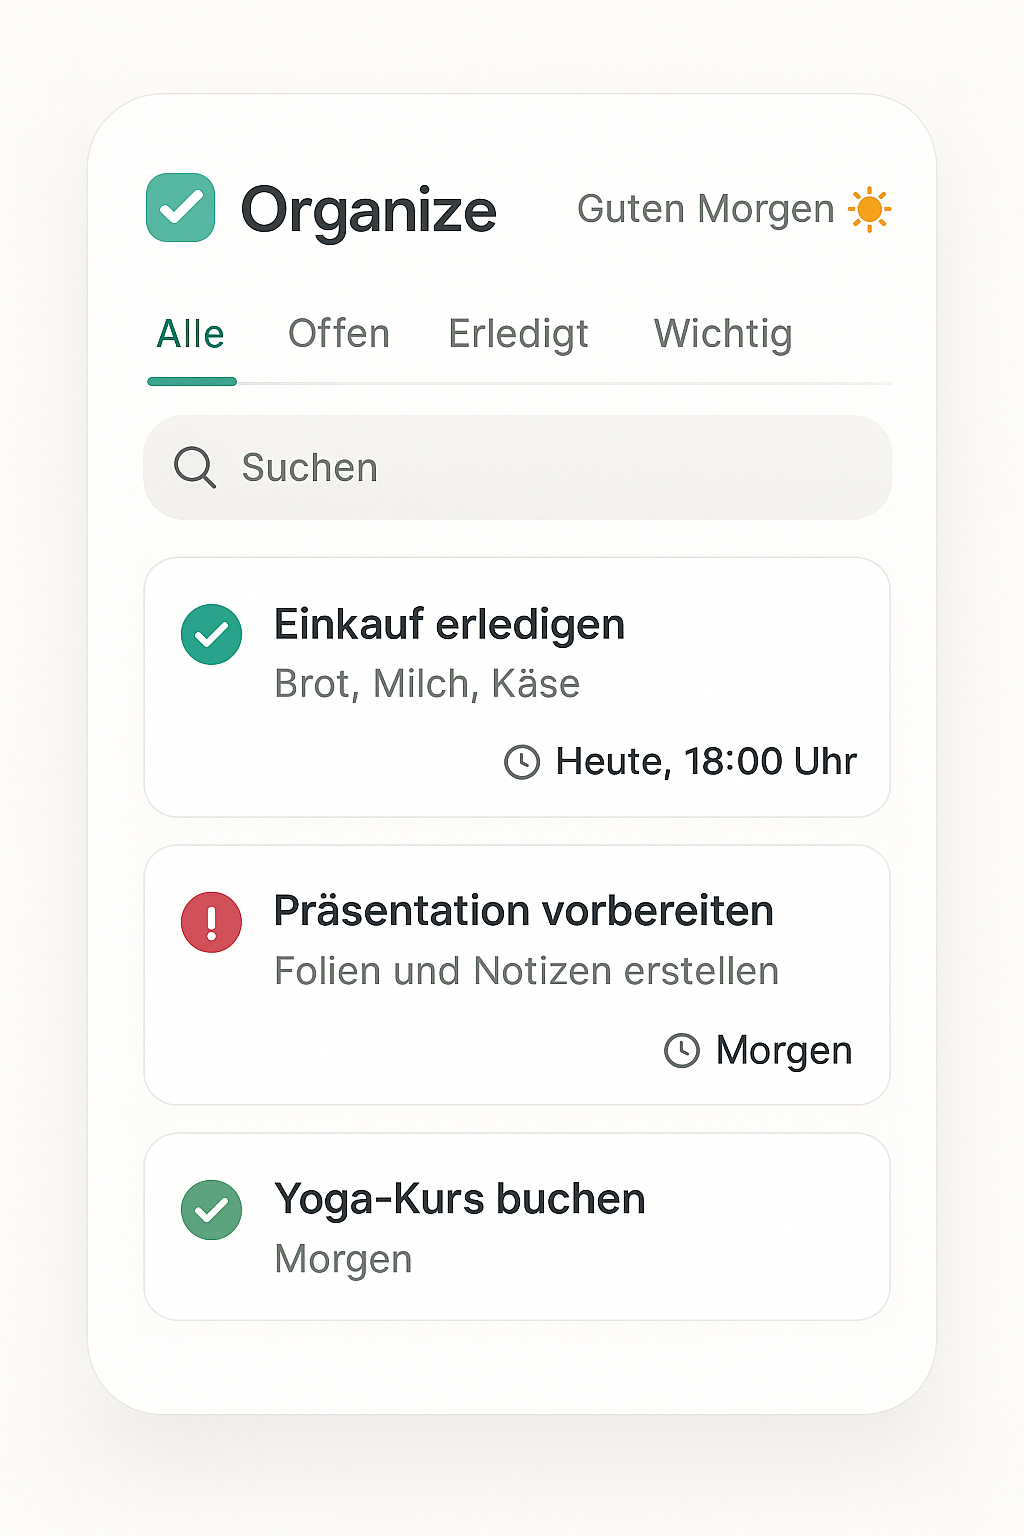 Organize
Guten Morgen
Alle Offen Erledigt Wichtig
Suchen
Einkauf erledigen
Brot, Milch, Käse
Heute, 18:00 Uhr
Präsentation vorbereiten
Folien und Notizen erstellen
Morgen
Yoga-Kurs buchen
Morgen